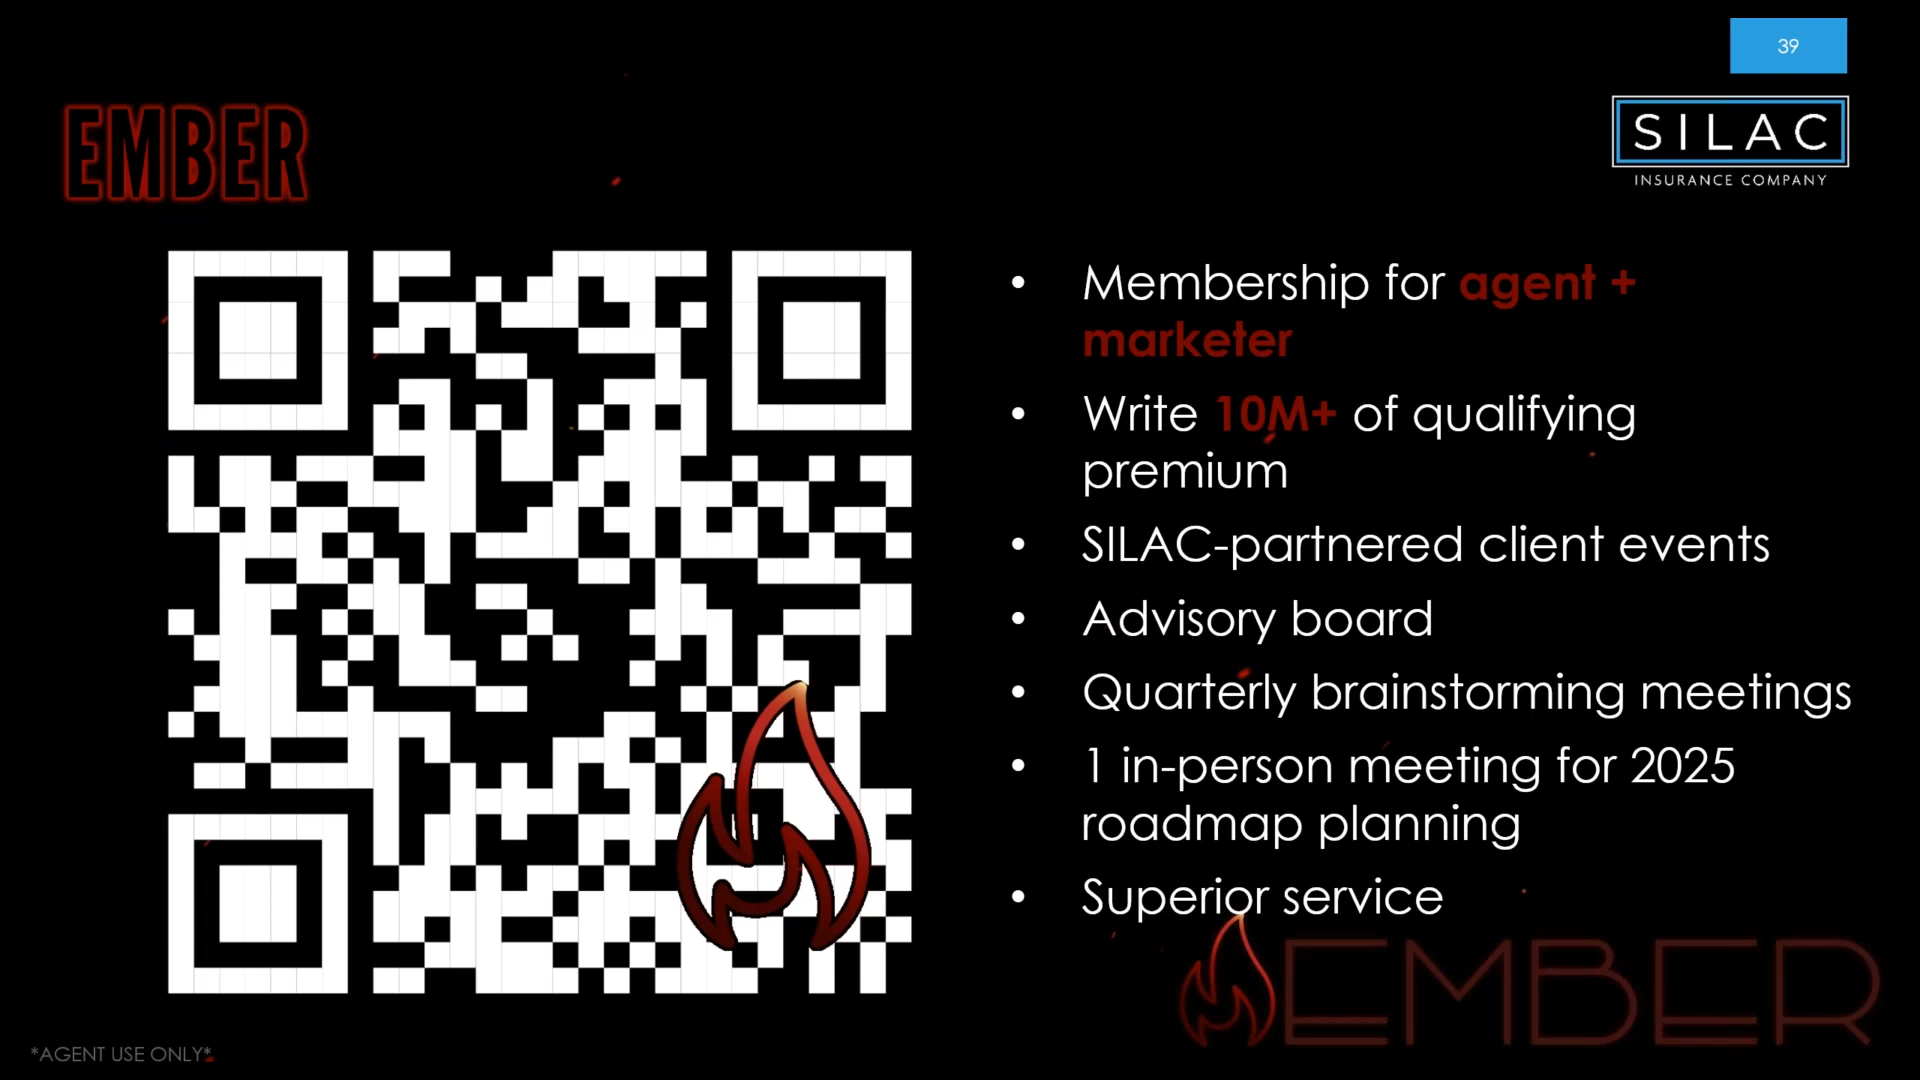 39
EMBER
SILAC
INSURANCE COMPANY
• Membership for agent +
marketer
• Write 10M+ of qualifying
premium
• SILAC-partnered client events
• Advisory board
• Quarterly brainstorming meetings
• 1 in-person meeting for 2025
roadmap planning
• Superior service
EMBER
*AGENT USE ONLY*